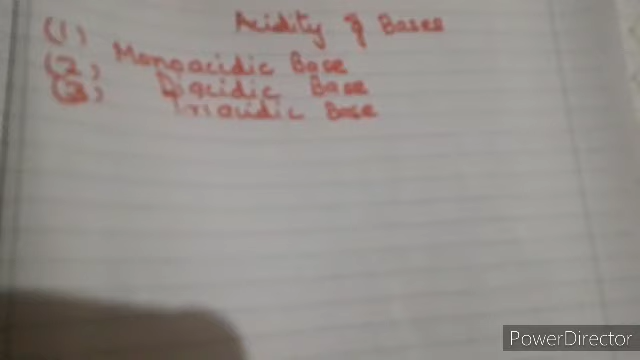 Acidity of Bases
(1) Monoacidic Base
(2) Diacidic Base
(3) Triacidic Base
PowerDirector